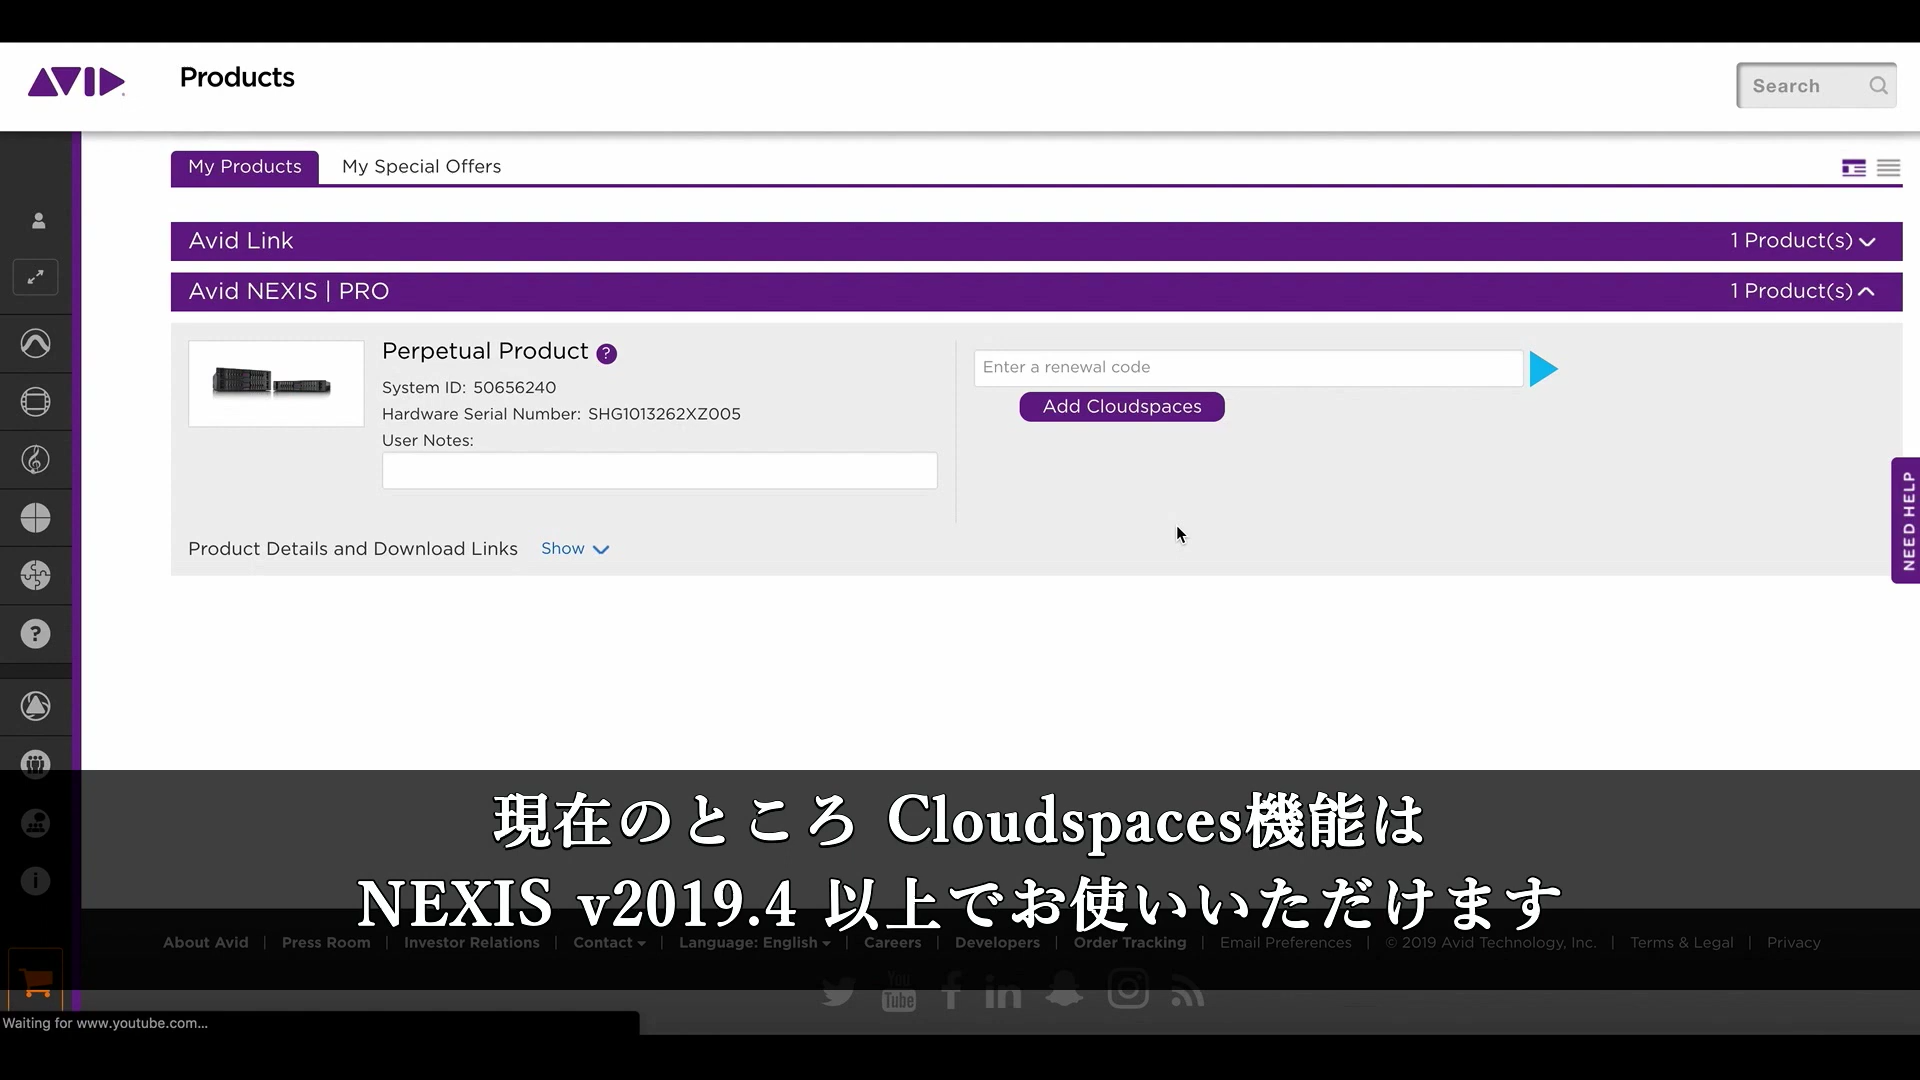 AVID
Products
Search
My Products
My Special Offers
Avid Link
1 Product(s)
Avid NEXIS | PRO
1 Product(s)
Perpetual Product ?
System ID: 50656240
Hardware Serial Number: SHG1013262XZ005
User Notes:
Enter a renewal code
Add Cloudspaces
Product Details and Download Links Show
NEED HELP
現在のところ Cloudspaces機能は
NEXIS v2019.4 以上でお使いいただけます
About Avid | Press Room | Investor Relations | Contact | Language: English | Careers | Developers | Order Tracking | Email Preferences | © 2019 Avid Technology, Inc. | Terms & Legal | Privacy
You Tube
Waiting for www.youtube.com...